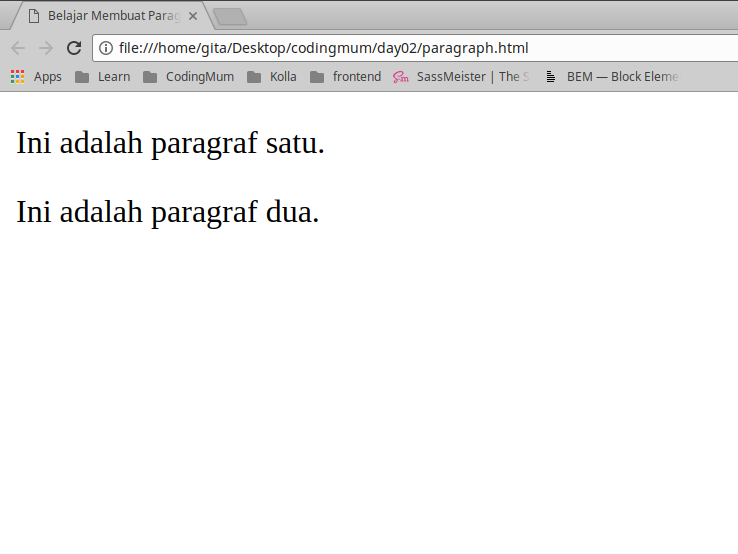 Belajar Membuat Parag
file:///home/gita/Desktop/codingmum/day02/paragraph.html
Apps Learn CodingMum Kolla frontend SassMeister | The S BEM — Block Eleme
Ini adalah paragraf satu.
Ini adalah paragraf dua.